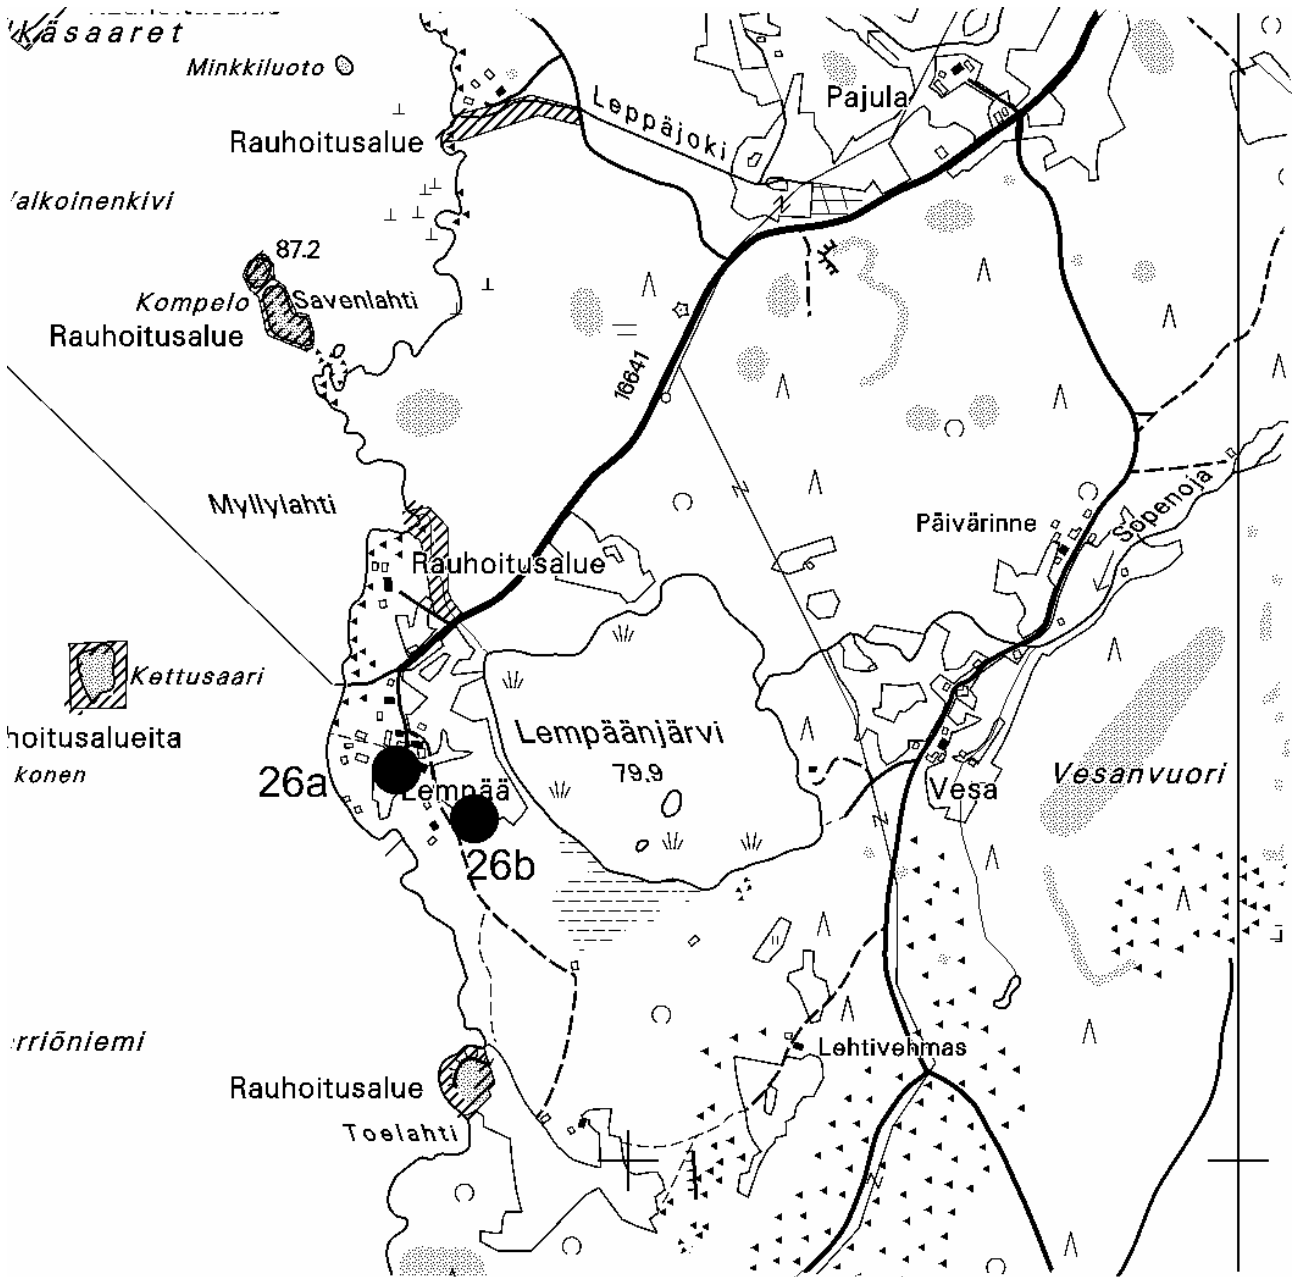 käsaaret
Minkkiluoto
Pajula
Leppäjoki
Rauhoitusalue
alkoinenkivi
87.2
Kompelo
Savenlahti
Rauhoitusalue
16641
Myllylahti
Sopenoja
Päivärinne
Rauhoitusalue
Kettusaari
Lempäänjärvi
hoitusalueita
79.9
Vesanvuori
konen
26a
Lempää
Vesa
26b
rriöniemi
Lehtivehmas
Rauhoitusalue
Toelahti